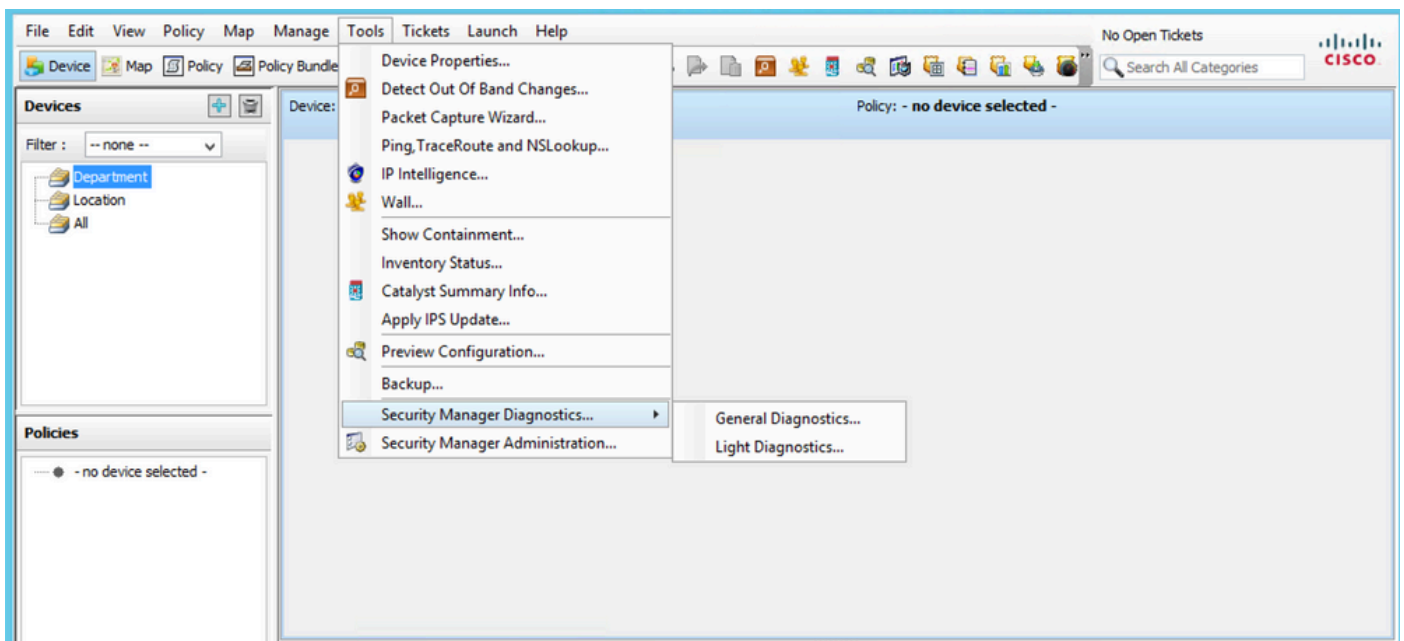 File Edit View Policy Map Manage Tools Tickets Launch Help
No Open Tickets
Device Map Policy Policy Bundle
Search All Categories
CISCO
Devices
Filter : -- none --
Department
Location
All
Policies
- no device selected -
Device:
Policy: - no device selected -
Device Properties...
Detect Out Of Band Changes...
Packet Capture Wizard...
Ping,TraceRoute and NSLookup...
IP Intelligence...
Wall...
Show Containment...
Inventory Status...
Catalyst Summary Info...
Apply IPS Update...
Preview Configuration...
Backup...
Security Manager Diagnostics...
Security Manager Administration...
General Diagnostics...
Light Diagnostics...